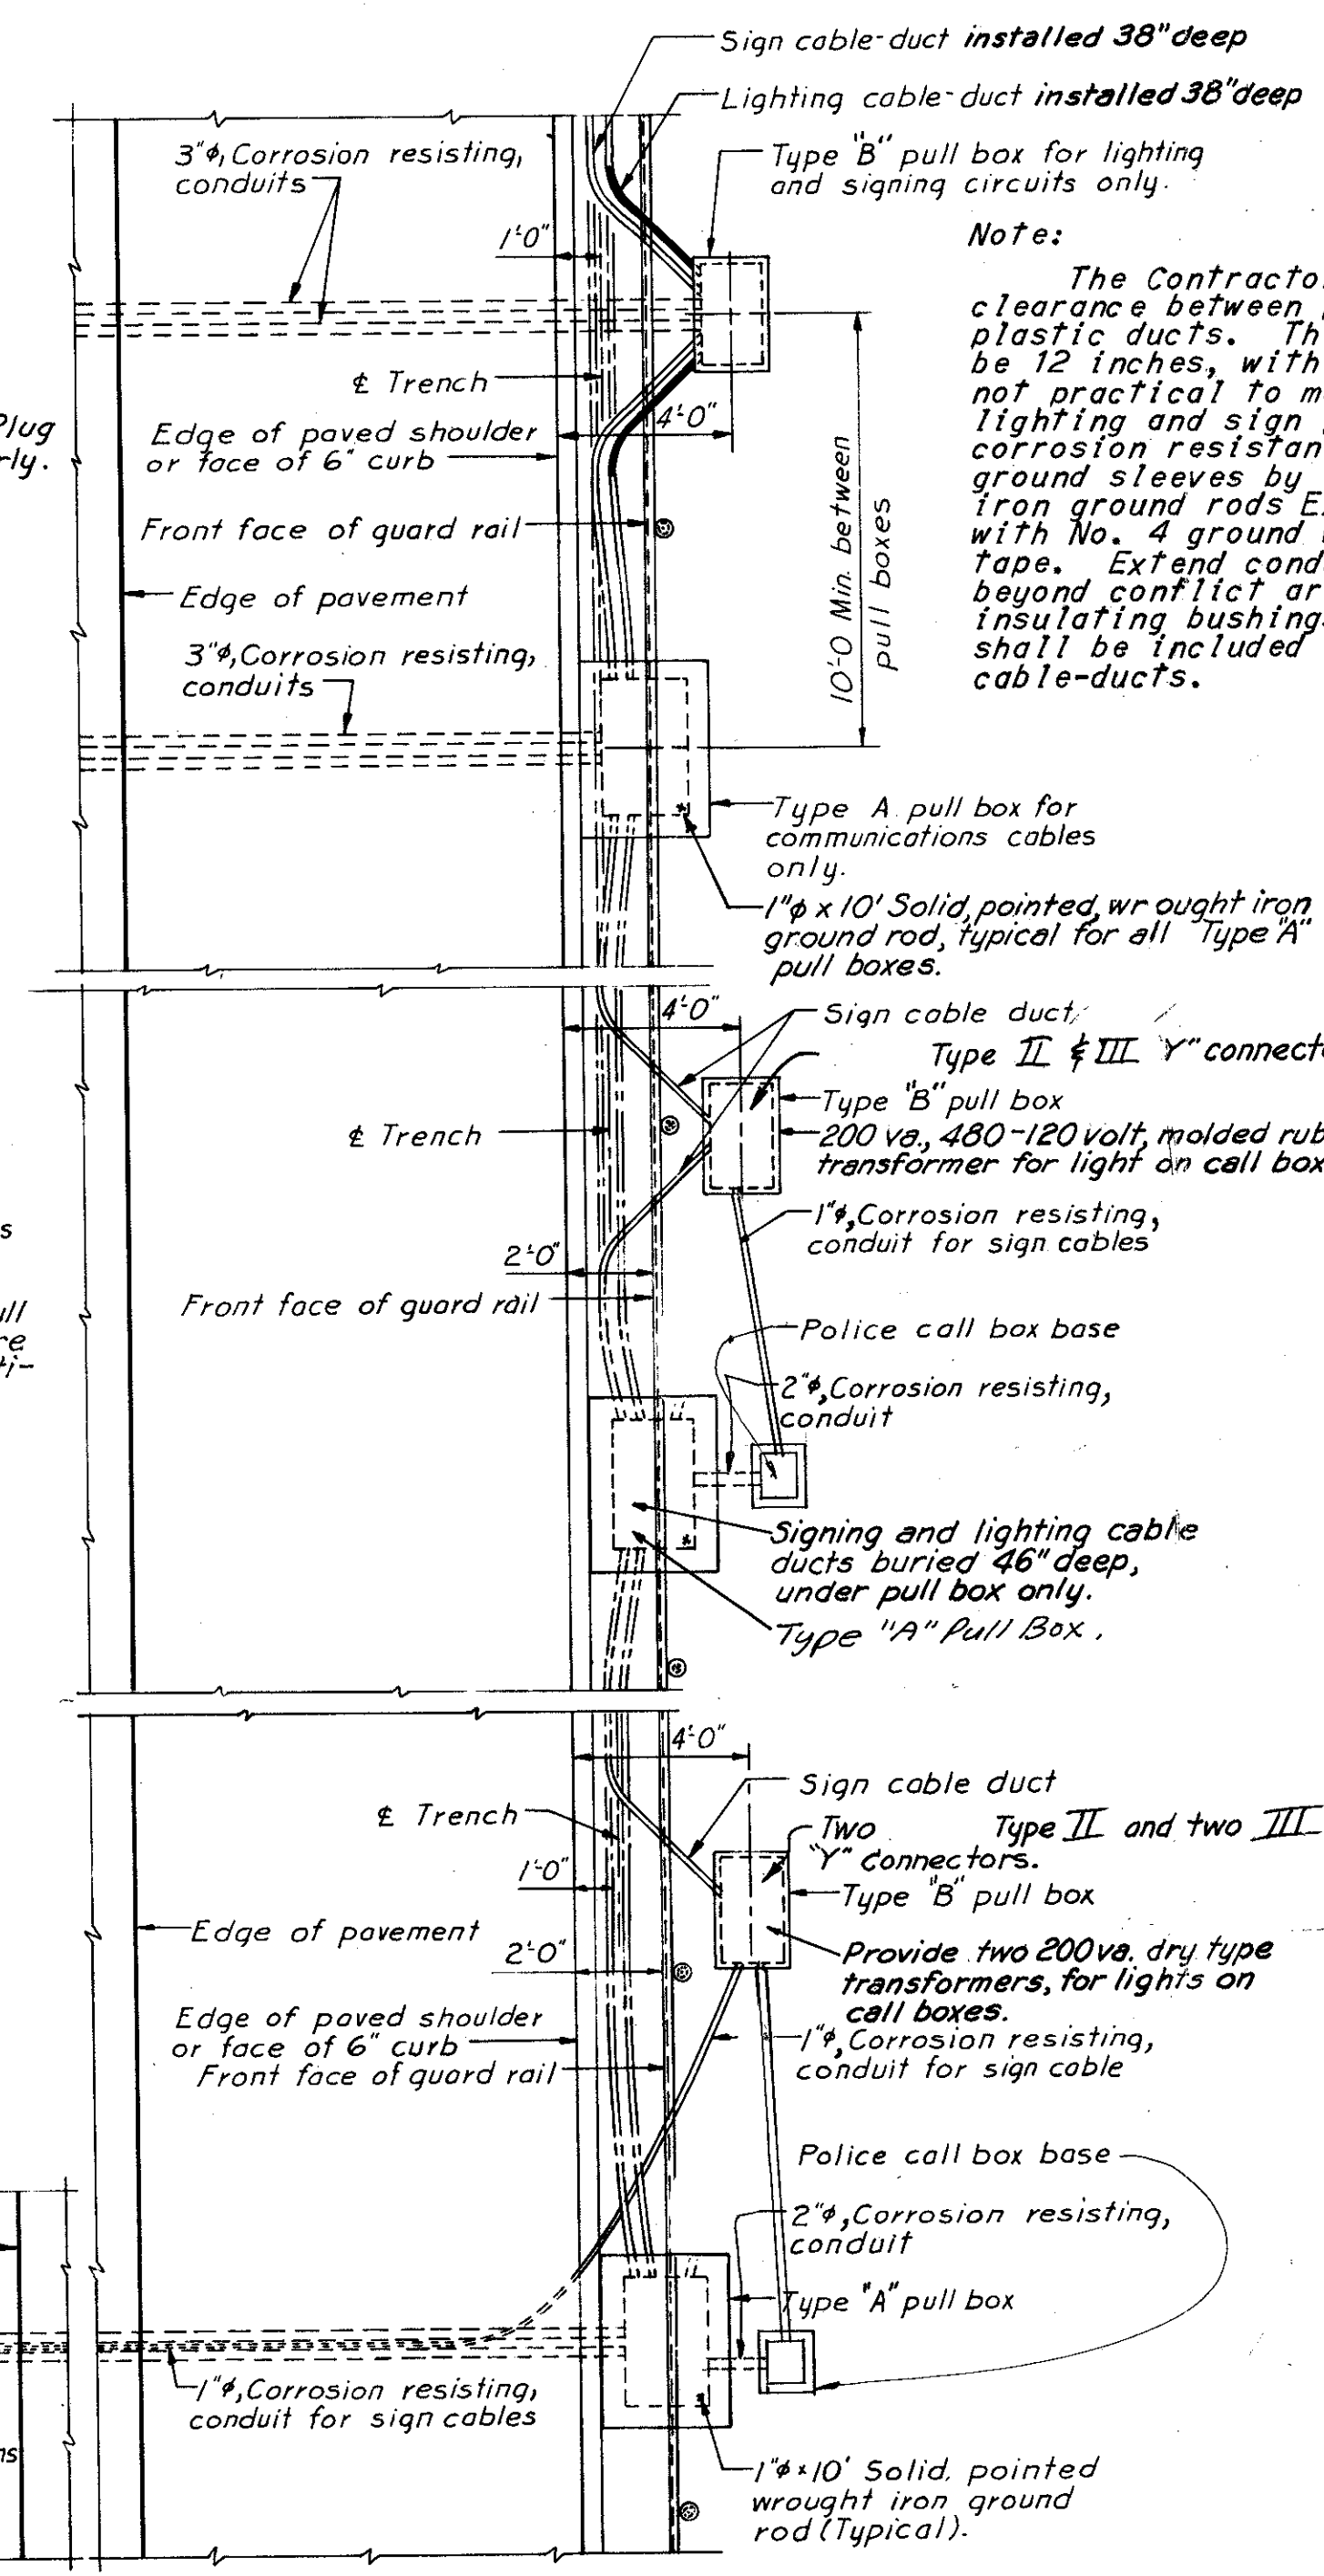 Sign cable-duct installed 38" deep
Lighting cable-duct installed 38" deep
3"φ, Corrosion resisting,
conduits
Type "B" pull box for lighting
and signing circuits only.
1'-0"
Note:
The Contracto
clearance between
plastic ducts. Th
be 12 inches, with
not practical to m
lighting and sign
corrosion resistan
ground sleeves by
iron ground rods E
with No. 4 ground
tape. Extend cond
beyond conflict ar
insulating bushing
shall be included
cable-ducts.
℄ Trench
4'-0"
Plug
rly.
Edge of paved shoulder
or face of 6" curb
10'-0 Min. between
pull boxes
Front face of guard rail
Edge of pavement
3"φ, Corrosion resisting,
conduits
Type A pull box for
communications cables
only.
1"φ x 10' Solid, pointed, wrought iron
ground rod, typical for all Type "A"
pull boxes.
4'-0"
Sign cable duct
Type II & III Y" connect
Type "B" pull box
℄ Trench
200 va., 480-120 volt, molded rub
transformer for light on call box
1"φ, Corrosion resisting,
conduit for sign cables
s
2'-0"
Front face of guard rail
ull
re
ti-
Police call box base
2"φ, Corrosion resisting,
conduit
Signing and lighting cable
ducts buried 46" deep,
under pull box only.
Type "A" Pull Box.
4'-0"
Sign cable duct
℄ Trench
Two Type II and two III
"Y" Connectors.
1'-0"
Type "B" pull box
Edge of pavement
2'-0"
Provide two 200 va. dry type
transformers, for lights on
call boxes.
Edge of paved shoulder
or face of 6" curb
Front face of guard rail
1"φ, Corrosion resisting,
conduit for sign cable
Police call box base
2"φ, Corrosion resisting,
conduit
Type "A" pull box
1"φ, Corrosion resisting,
conduit for sign cables
ns
1"φ x 10' Solid, pointed
wrought iron ground
rod (Typical).